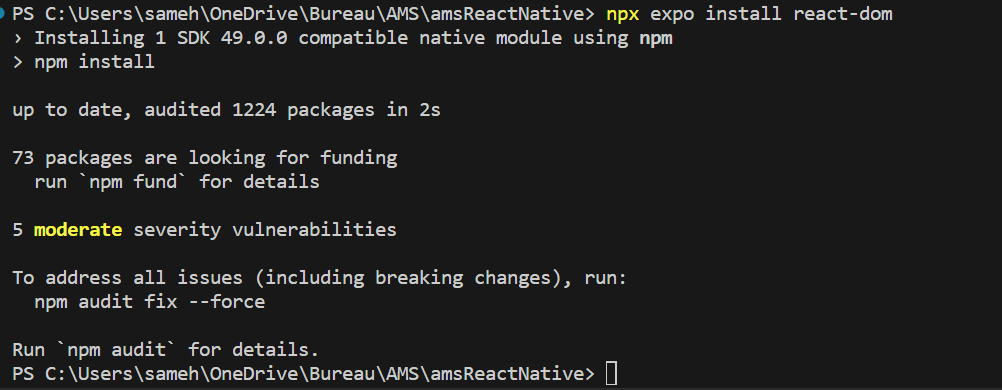 PS C:\Users\sameh\OneDrive\Bureau\AMS\amsReactNative> npx expo install react-dom
› Installing 1 SDK 49.0.0 compatible native module using npm
> npm install
up to date, audited 1224 packages in 2s
73 packages are looking for funding
run `npm fund` for details
5 moderate severity vulnerabilities
To address all issues (including breaking changes), run:
npm audit fix --force
Run `npm audit` for details.
PS C:\Users\sameh\OneDrive\Bureau\AMS\amsReactNative>